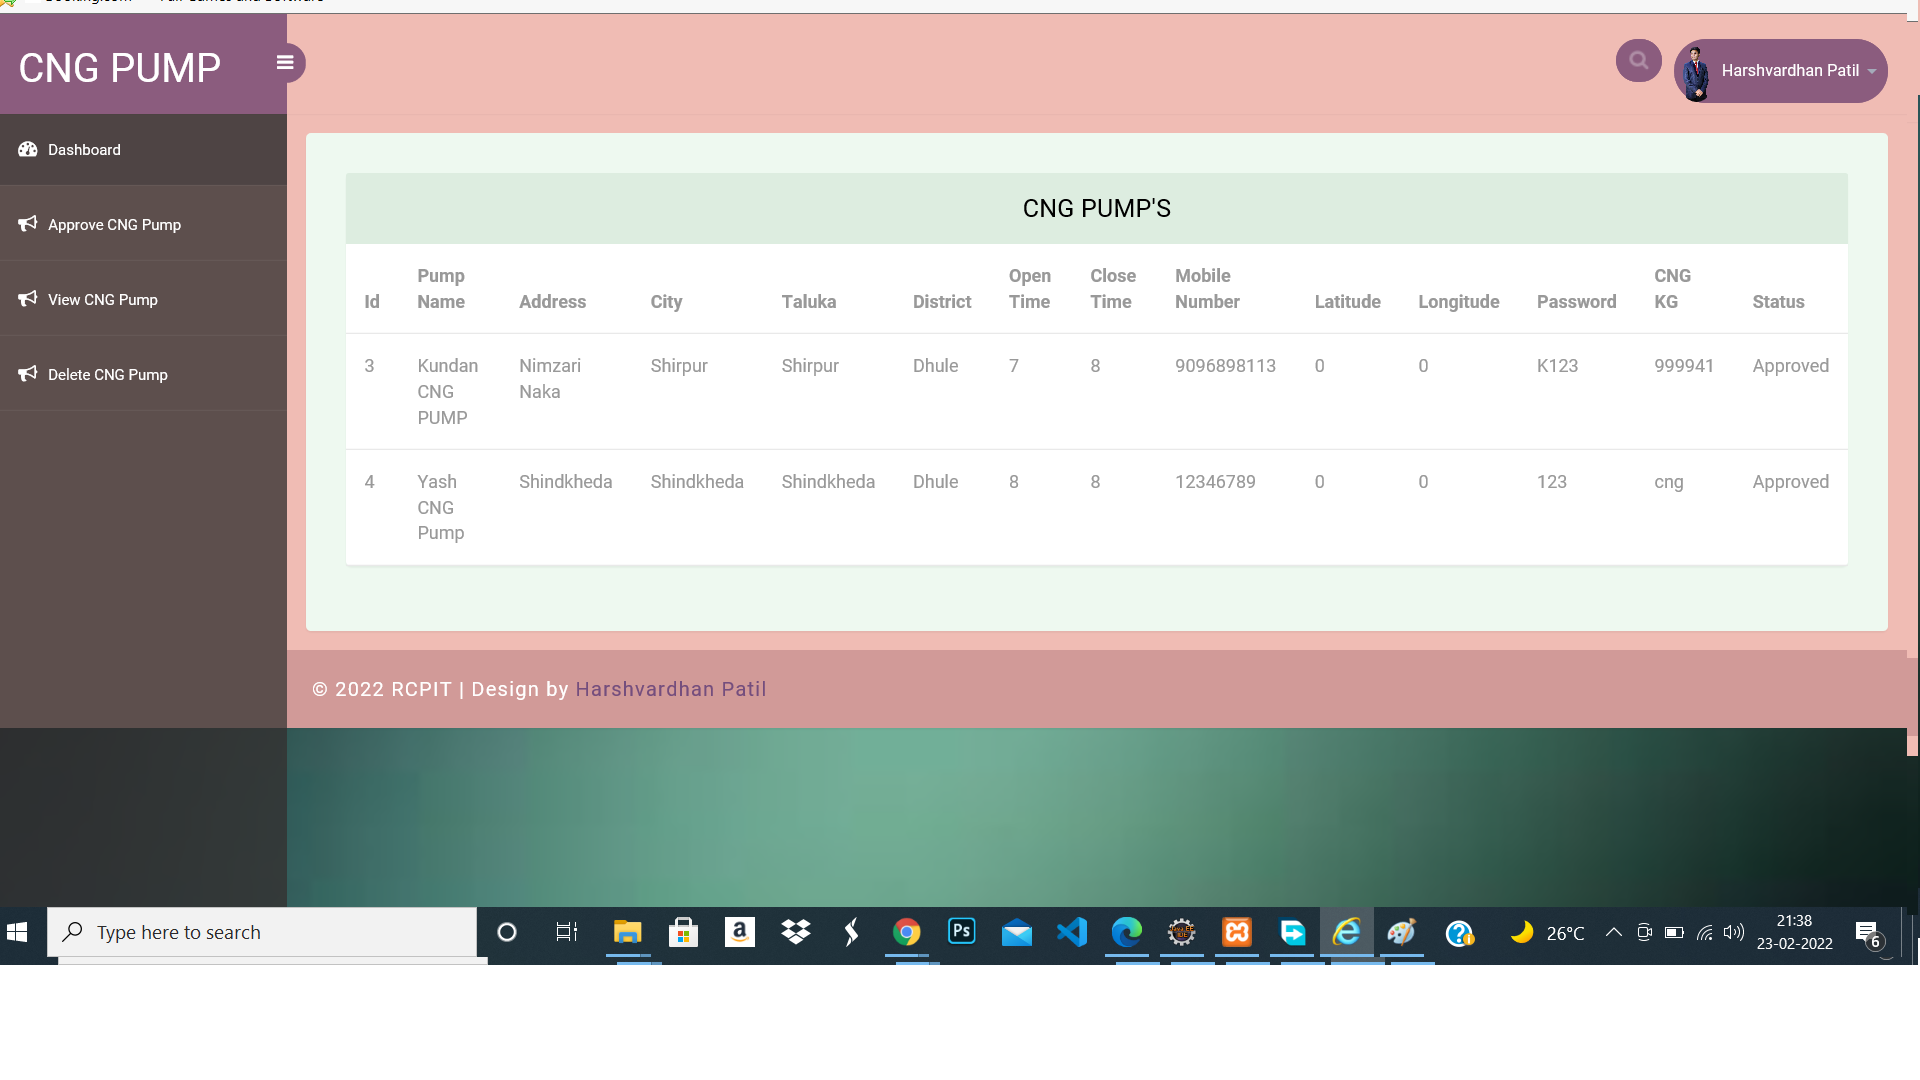 CNG PUMP
Harshvardhan Patil
Dashboard
Approve CNG Pump
View CNG Pump
Delete CNG Pump
CNG PUMP'S
Id Pump Name Address City Taluka District Open Time Close Time Mobile Number Latitude Longitude Password CNG KG Status
3 Kundan CNG PUMP Nimzari Naka Shirpur Shirpur Dhule 7 8 9096898113 0 0 K123 999941 Approved
4 Yash CNG Pump Shindkheda Shindkheda Shindkheda Dhule 8 8 12346789 0 0 123 cng Approved
© 2022 RCPIT | Design by Harshvardhan Patil
Type here to search
a
Ps
26°C
21:38
23-02-2022
6